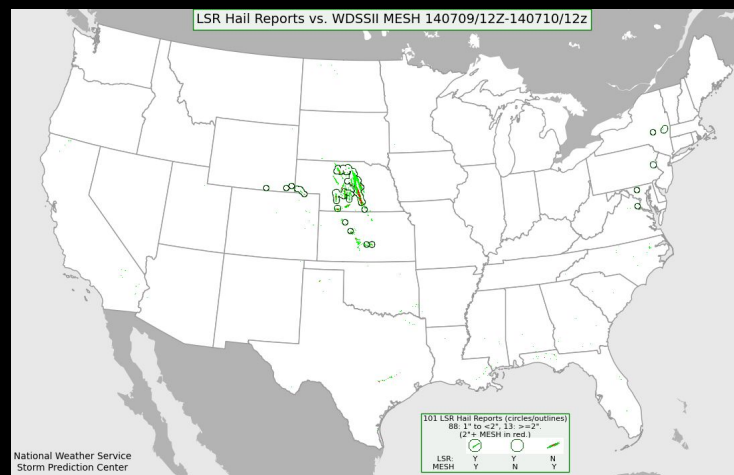 LSR Hail Reports vs. WDSSII MESH 140709/12Z-140710/12z
101 LSR Hail Reports (circles/outlines)
88: 1" to <2", 13: >=2".
(2"+ MESH in red.)
LSR: Y Y N
MESH Y N Y
National Weather Service
Storm Prediction Center